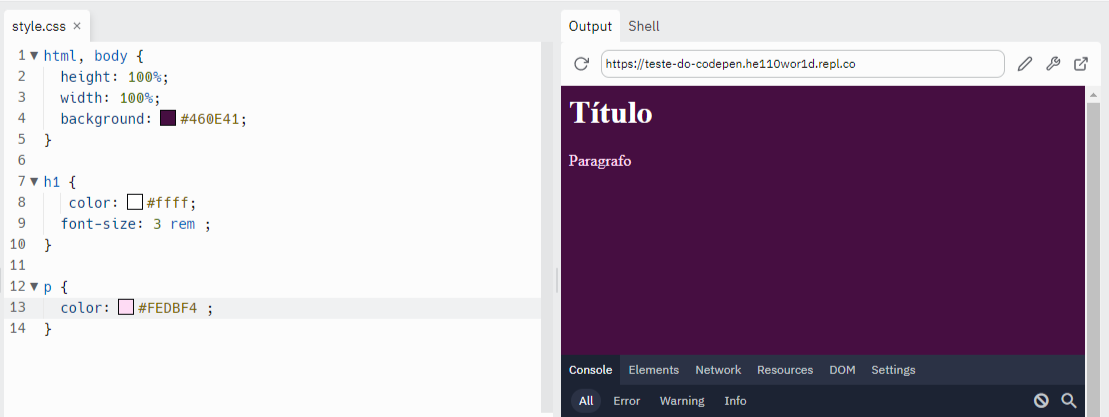 style.css ×
1 html, body {
2 height: 100%;
3 width: 100%;
4 background: #460E41;
5 }
6
7 h1 {
8 color: #ffff;
9 font-size: 3 rem ;
10 }
11
12 p {
13 color: #FEDBF4 ;
14 }
Output Shell
https://teste-do-codepen.he110wor1d.repl.co
Título
Paragrafo
Console Elements Network Resources DOM Settings
All Error Warning Info